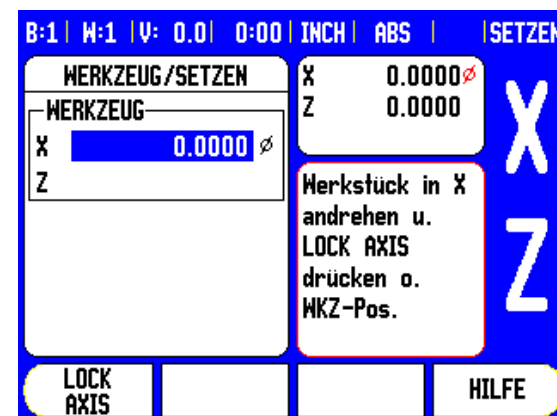 B:1| W:1 |V: 0.0| 0:00| INCH| ABS | |SETZEN
WERKZEUG/SETZEN
WERKZEUG
X 0.0000 ⌀
Z
X 0.0000⌀
Z 0.0000
Werkstück in X
andrehen u.
LOCK AXIS
drücken o.
WKZ-Pos.
X
Z
LOCK
AXIS
HILFE